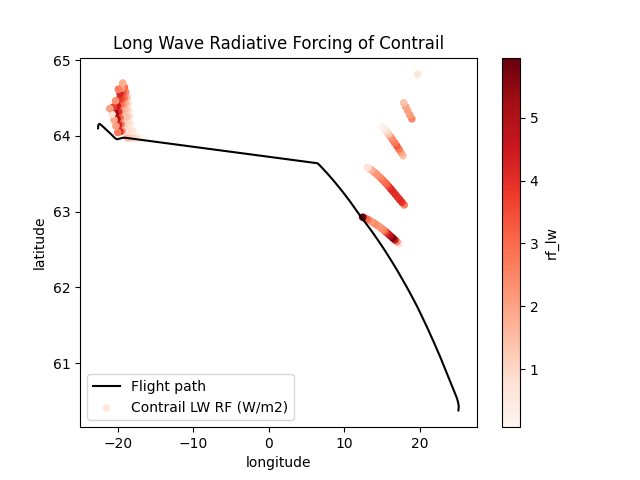 Long Wave Radiative Forcing of Contrail
65
64
63
62
61
latitude
−20
−10
0
10
20
longitude
Flight path
Contrail LW RF (W/m2)
5
4
3
2
1
rf_lw